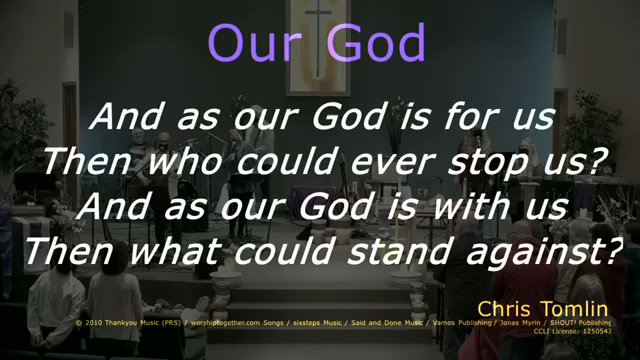 Our God
And as our God is for us
Then who could ever stop us?
And as our God is with us
Then what could stand against?
Chris Tomlin
© 2010 Thankyou Music (PRS) / worshiptogether.com Songs / sixsteps Music / Said and Done Music / Vamos Publishing / Jonas Myrin / SHOUT! Publishing
CCLI License: 1250547